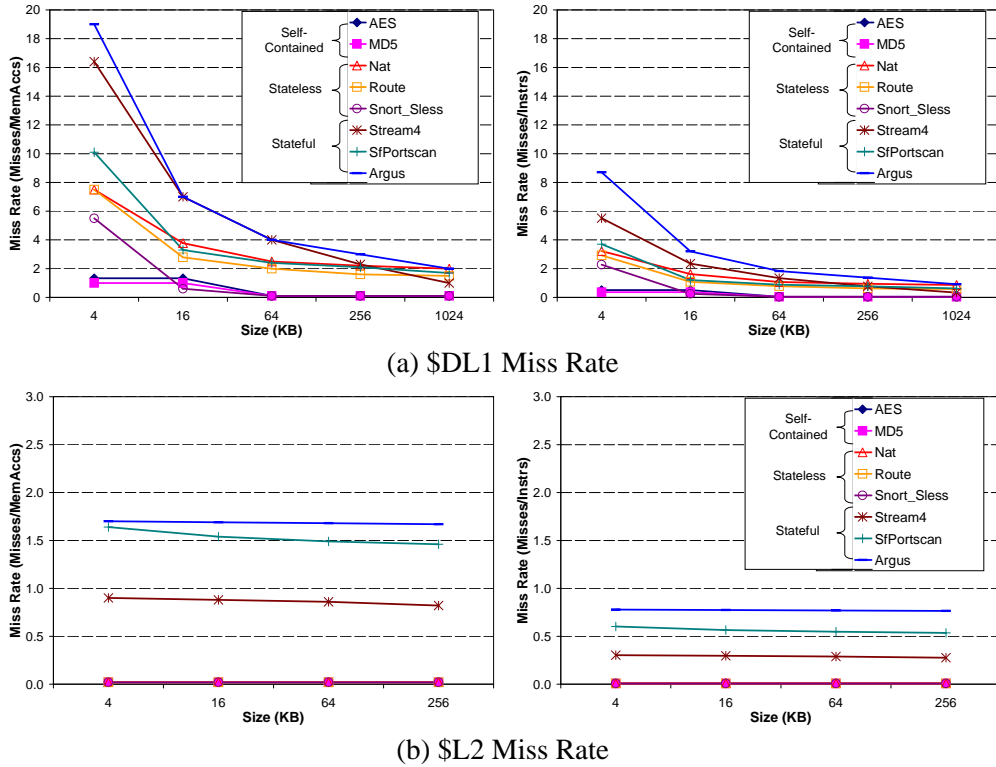 20
18
16
14
12
10
8
6
4
2
0
Miss Rate (Misses/MemAccs)
4 16 64 256 1024
Size (KB)
Self-Contained
Stateless
Stateful
AES
MD5
Nat
Route
Snort_Sless
Stream4
SfPortscan
Argus
20
18
16
14
12
10
8
6
4
2
0
Miss Rate (Misses/Instrs)
4 16 64 256 1024
Size (KB)
Self-Contained
Stateless
Stateful
AES
MD5
Nat
Route
Snort_Sless
Stream4
SfPortscan
Argus
(a) $DL1 Miss Rate
3.0
2.5
2.0
1.5
1.0
0.5
0.0
Miss Rate (Misses/MemAccs)
4 16 64 256
Size (KB)
3.0
2.5
2.0
1.5
1.0
0.5
0.0
Miss Rate (Misses/Instrs)
4 16 64 256
Size (KB)
Self-Contained
Stateless
Stateful
AES
MD5
Nat
Route
Snort_Sless
Stream4
SfPortscan
Argus
(b) $L2 Miss Rate